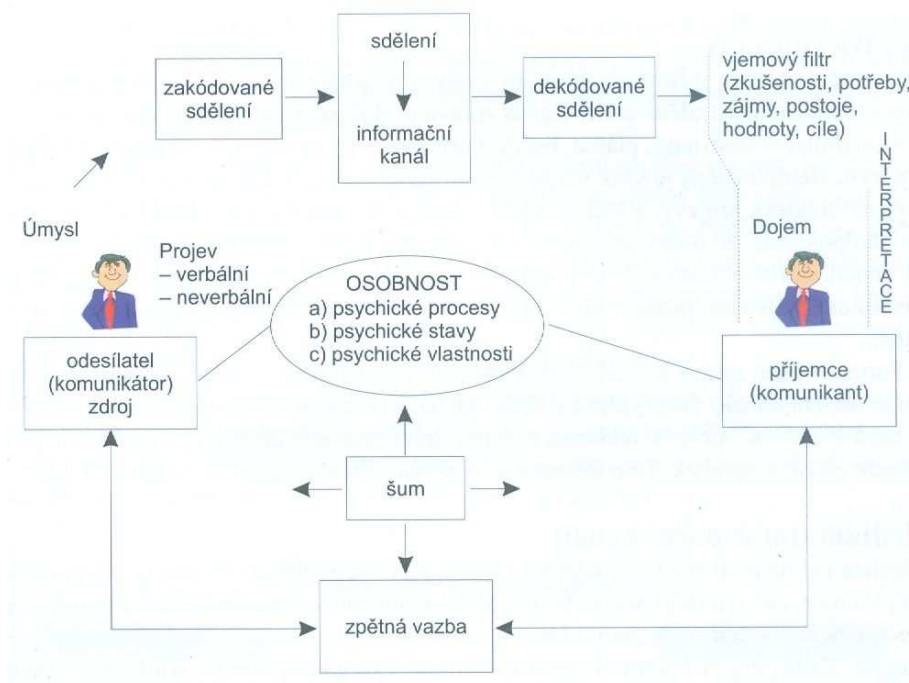 sdělení
informační
kanál
zakódované
sdělení
dekódované
sdělení
vjemový filtr
(zkušenosti, potřeby,
zájmy, postoje,
hodnoty, cíle)
INTERPRETACE
Úmysl
Projev
– verbální
– neverbální
Dojem
OSOBNOST
a) psychické procesy
b) psychické stavy
c) psychické vlastnosti
odesílatel
(komunikátor)
zdroj
příjemce
(komunikant)
šum
zpětná vazba